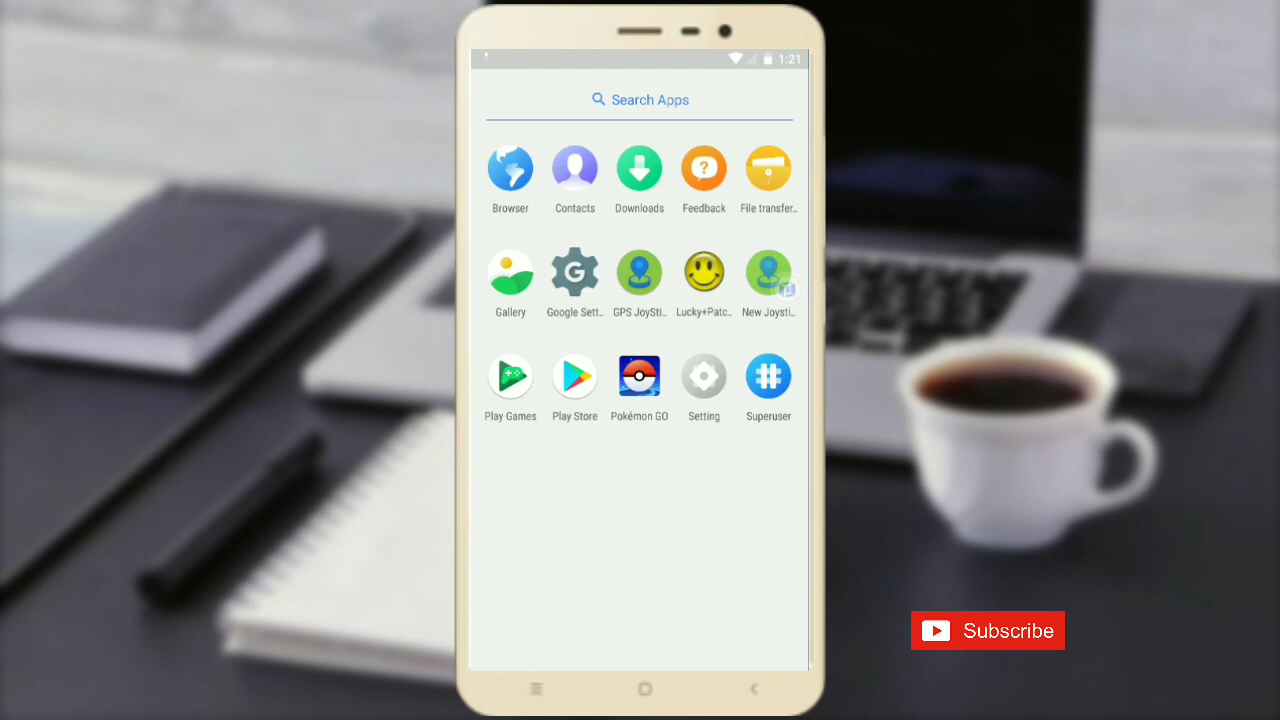 1:21
Search Apps
Browser Contacts Downloads Feedback File transfer..
Gallery Google Sett.. GPS JoySti.. Lucky+Patc.. New Joysti..
Play Games Play Store Pokémon GO Setting Superuser
Subscribe